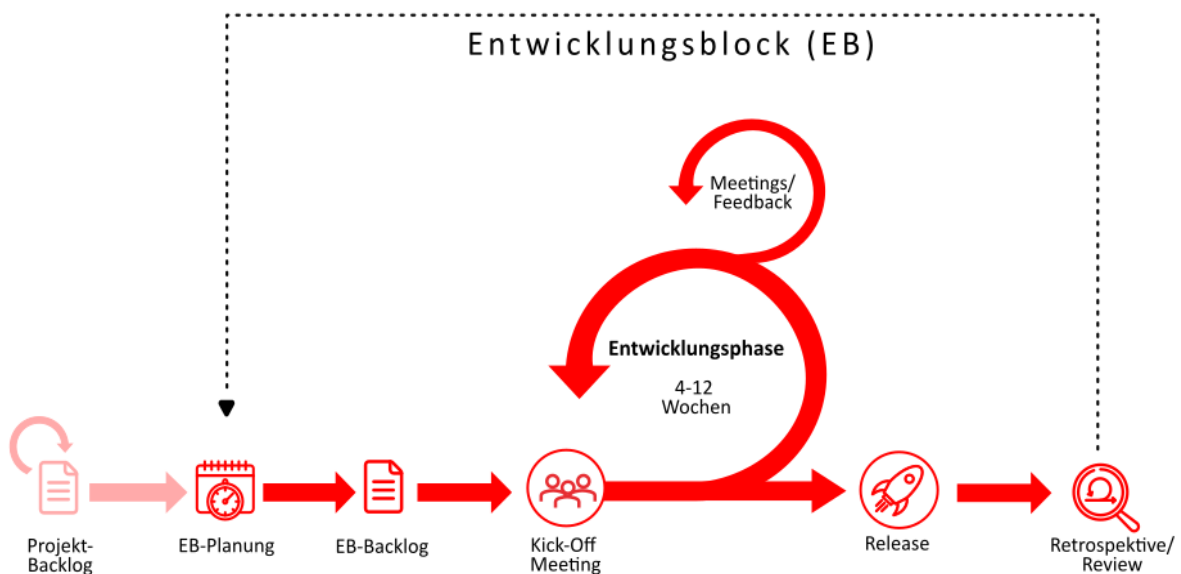 Entwicklungsblock (EB)
Meetings/
Feedback
Entwicklungsphase
4-12
Wochen
Projekt-
Backlog
EB-Planung
EB-Backlog
Kick-Off
Meeting
Release
Retrospektive/
Review